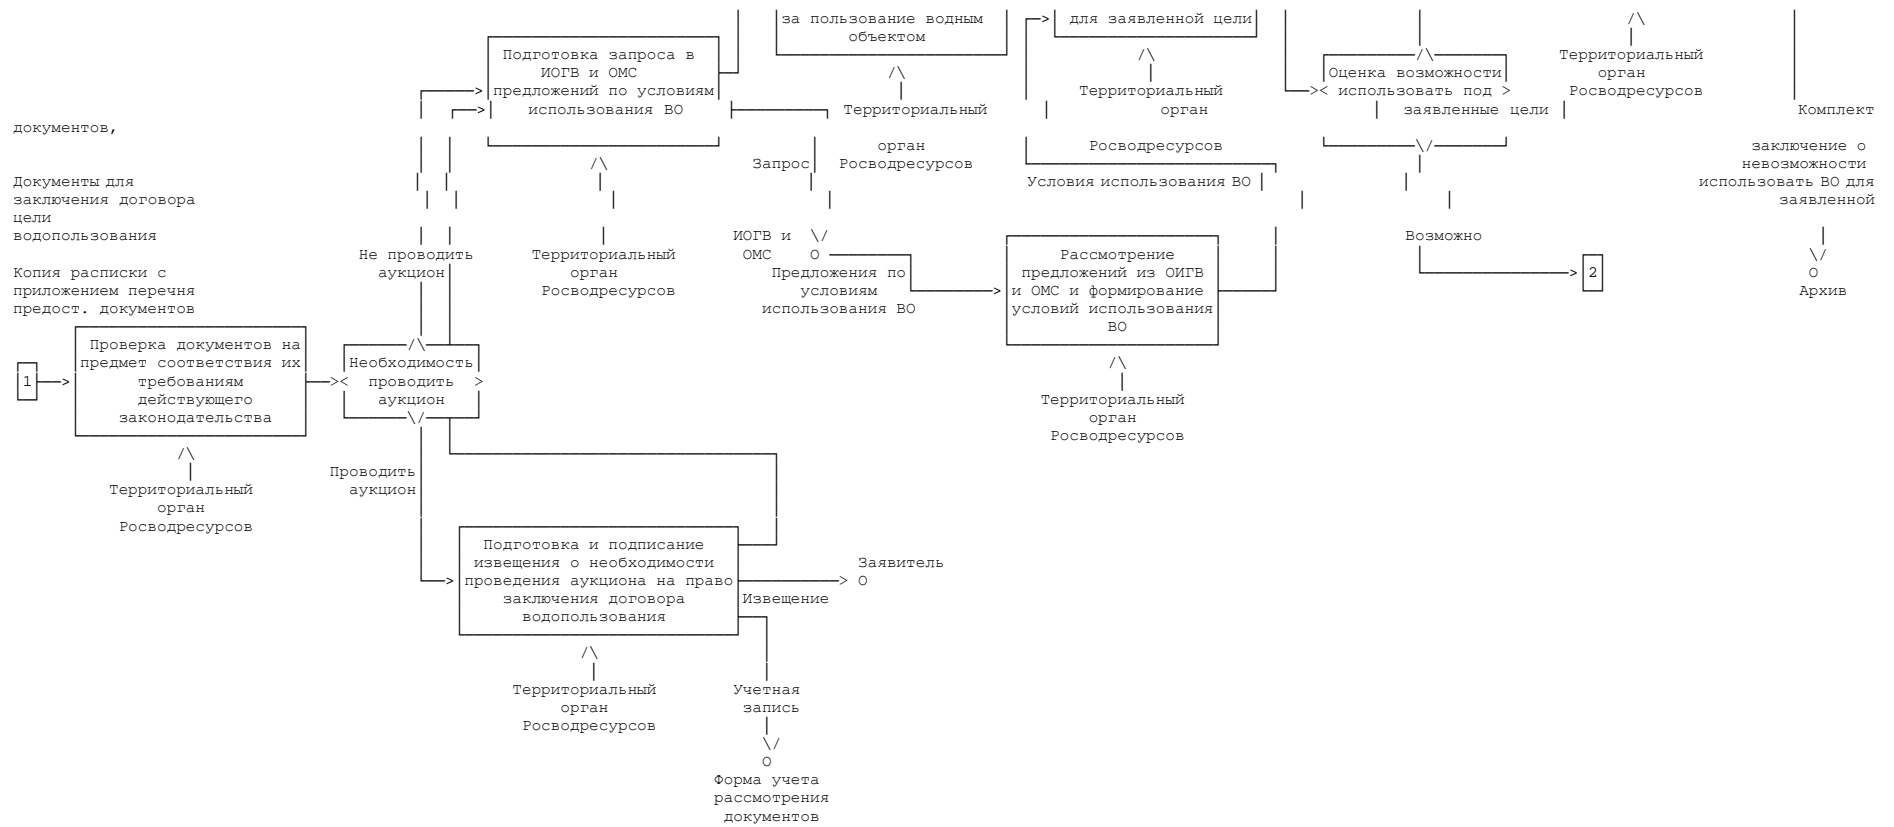 за пользование водным
объектом
для заявленной цели
Подготовка запроса в
ИОГВ и ОМС
предложений по условиям
использования ВО
Территориальный
орган
Росводресурсов
Территориальный
орган
Росводресурсов
Оценка возможности
использовать под
заявленные цели
Территориальный
орган
Росводресурсов
Комплект
документов,
заключение о
невозможности
использовать ВО для
заявленной
Документы для
заключения договора
цели
водопользования
Запрос
Условия использования ВО
Не проводить
аукцион
Территориальный
орган
Росводресурсов
ИОГВ и
ОМС
О
Предложения по
условиям
использования ВО
Рассмотрение
предложений из ОИГВ
и ОМС и формирование
условий использования
ВО
Возможно
2
О
Архив
Копия расписки с
приложением перечня
предост. документов
1
Проверка документов на
предмет соответствия их
требованиям
действующего
законодательства
Необходимость
проводить
аукцион
Территориальный
орган
Росводресурсов
Территориальный
орган
Росводресурсов
Проводить
аукцион
Подготовка и подписание
извещения о необходимости
проведения аукциона на право
заключения договора
водопользования
Заявитель
О
Извещение
Территориальный
орган
Росводресурсов
Учетная
запись
О
Форма учета
рассмотрения
документов